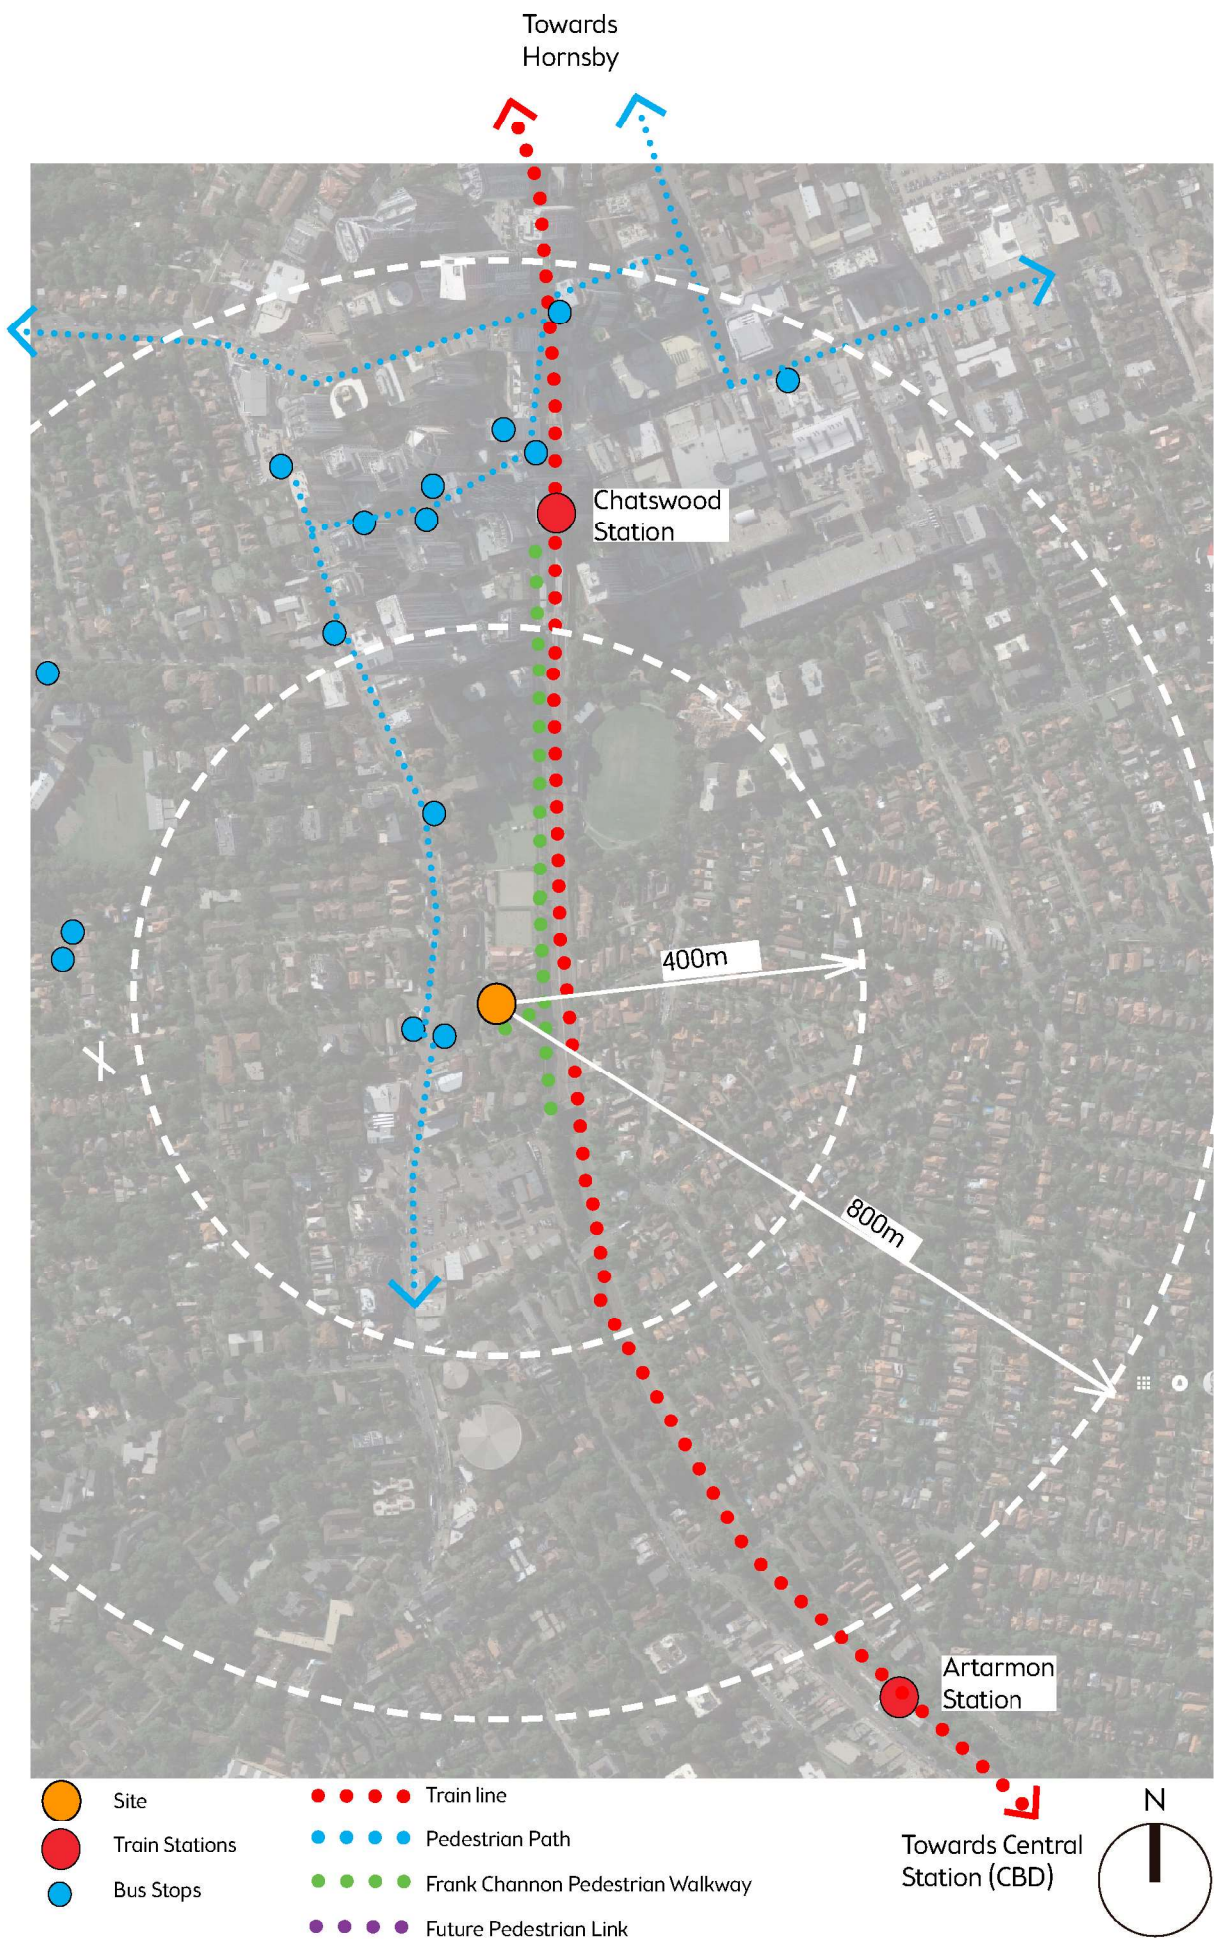 Towards
Hornsby
Chatswood
Station
400m
800m
Artarmon
Station
Site
Train Stations
Bus Stops
Train line
Pedestrian Path
Frank Channon Pedestrian Walkway
Future Pedestrian Link
Towards Central
Station (CBD)
N